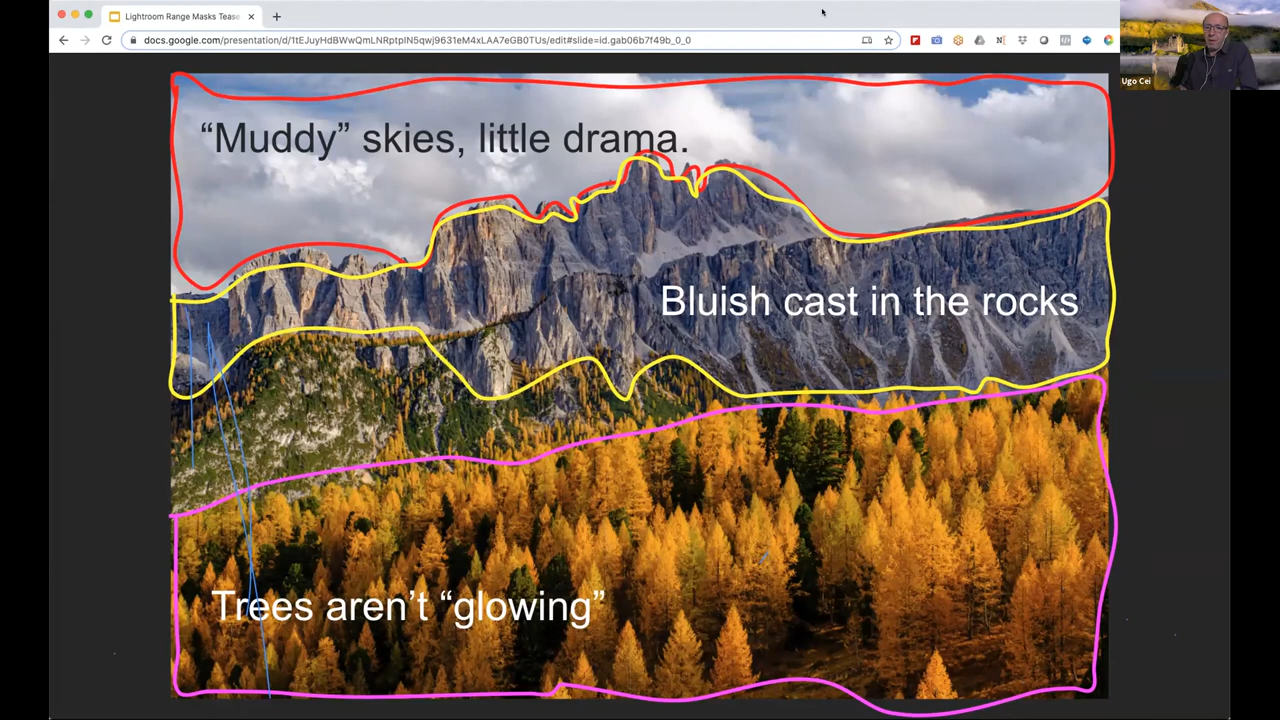 Lightroom Range Masks Tease
docs.google.com/presentation/d/1tEJuyHdBWwQmLNRptpIN5qwj9631eM4xLAA7eGB0TUs/edit#slide=id.gab06b7f49b_0_0
Ugo Cei
“Muddy” skies, little drama.
Bluish cast in the rocks
Trees aren’t “glowing”